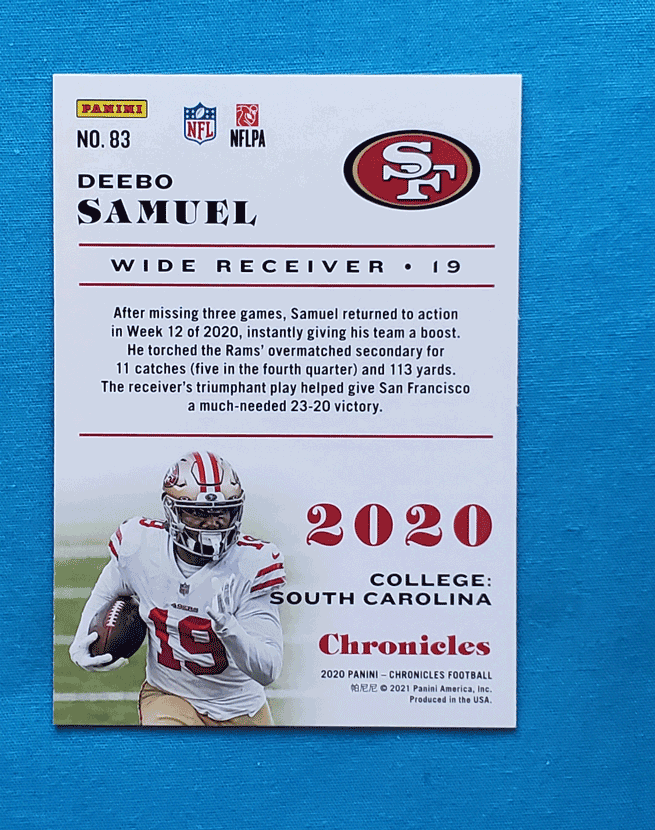 PANINI
NFL
NFLPA
NO. 83
SF
DEEBO
SAMUEL
WIDE RECEIVER • 19
After missing three games, Samuel returned to action
in Week 12 of 2020, instantly giving his team a boost.
He torched the Rams' overmatched secondary for
11 catches (five in the fourth quarter) and 113 yards.
The receiver's triumphant play helped give San Francisco
a much-needed 23-20 victory.
2020
COLLEGE:
SOUTH CAROLINA
Chronicles
2020 PANINI – CHRONICLES FOOTBALL
帕尼尼 © 2021 Panini America, Inc.
Produced in the USA.
19
19
49ERS
19